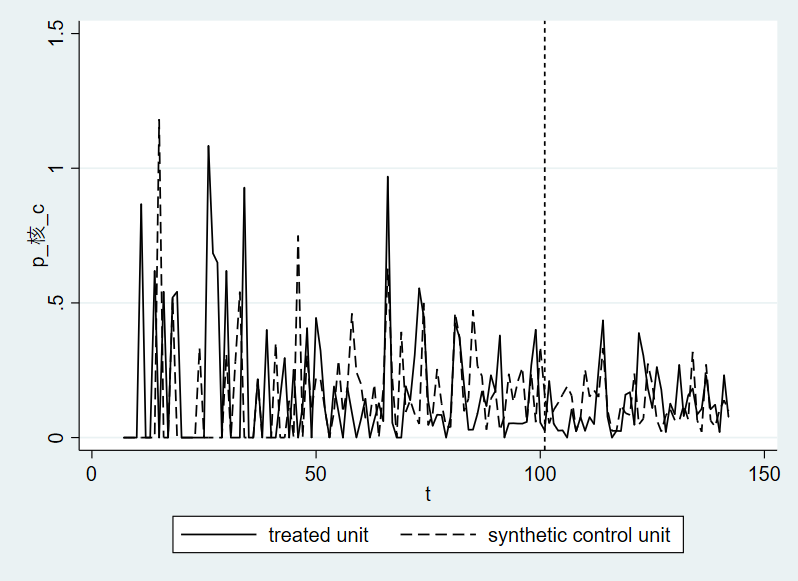 1.5
1
.5
0
p_核_c
0
50
100
150
t
treated unit
synthetic control unit